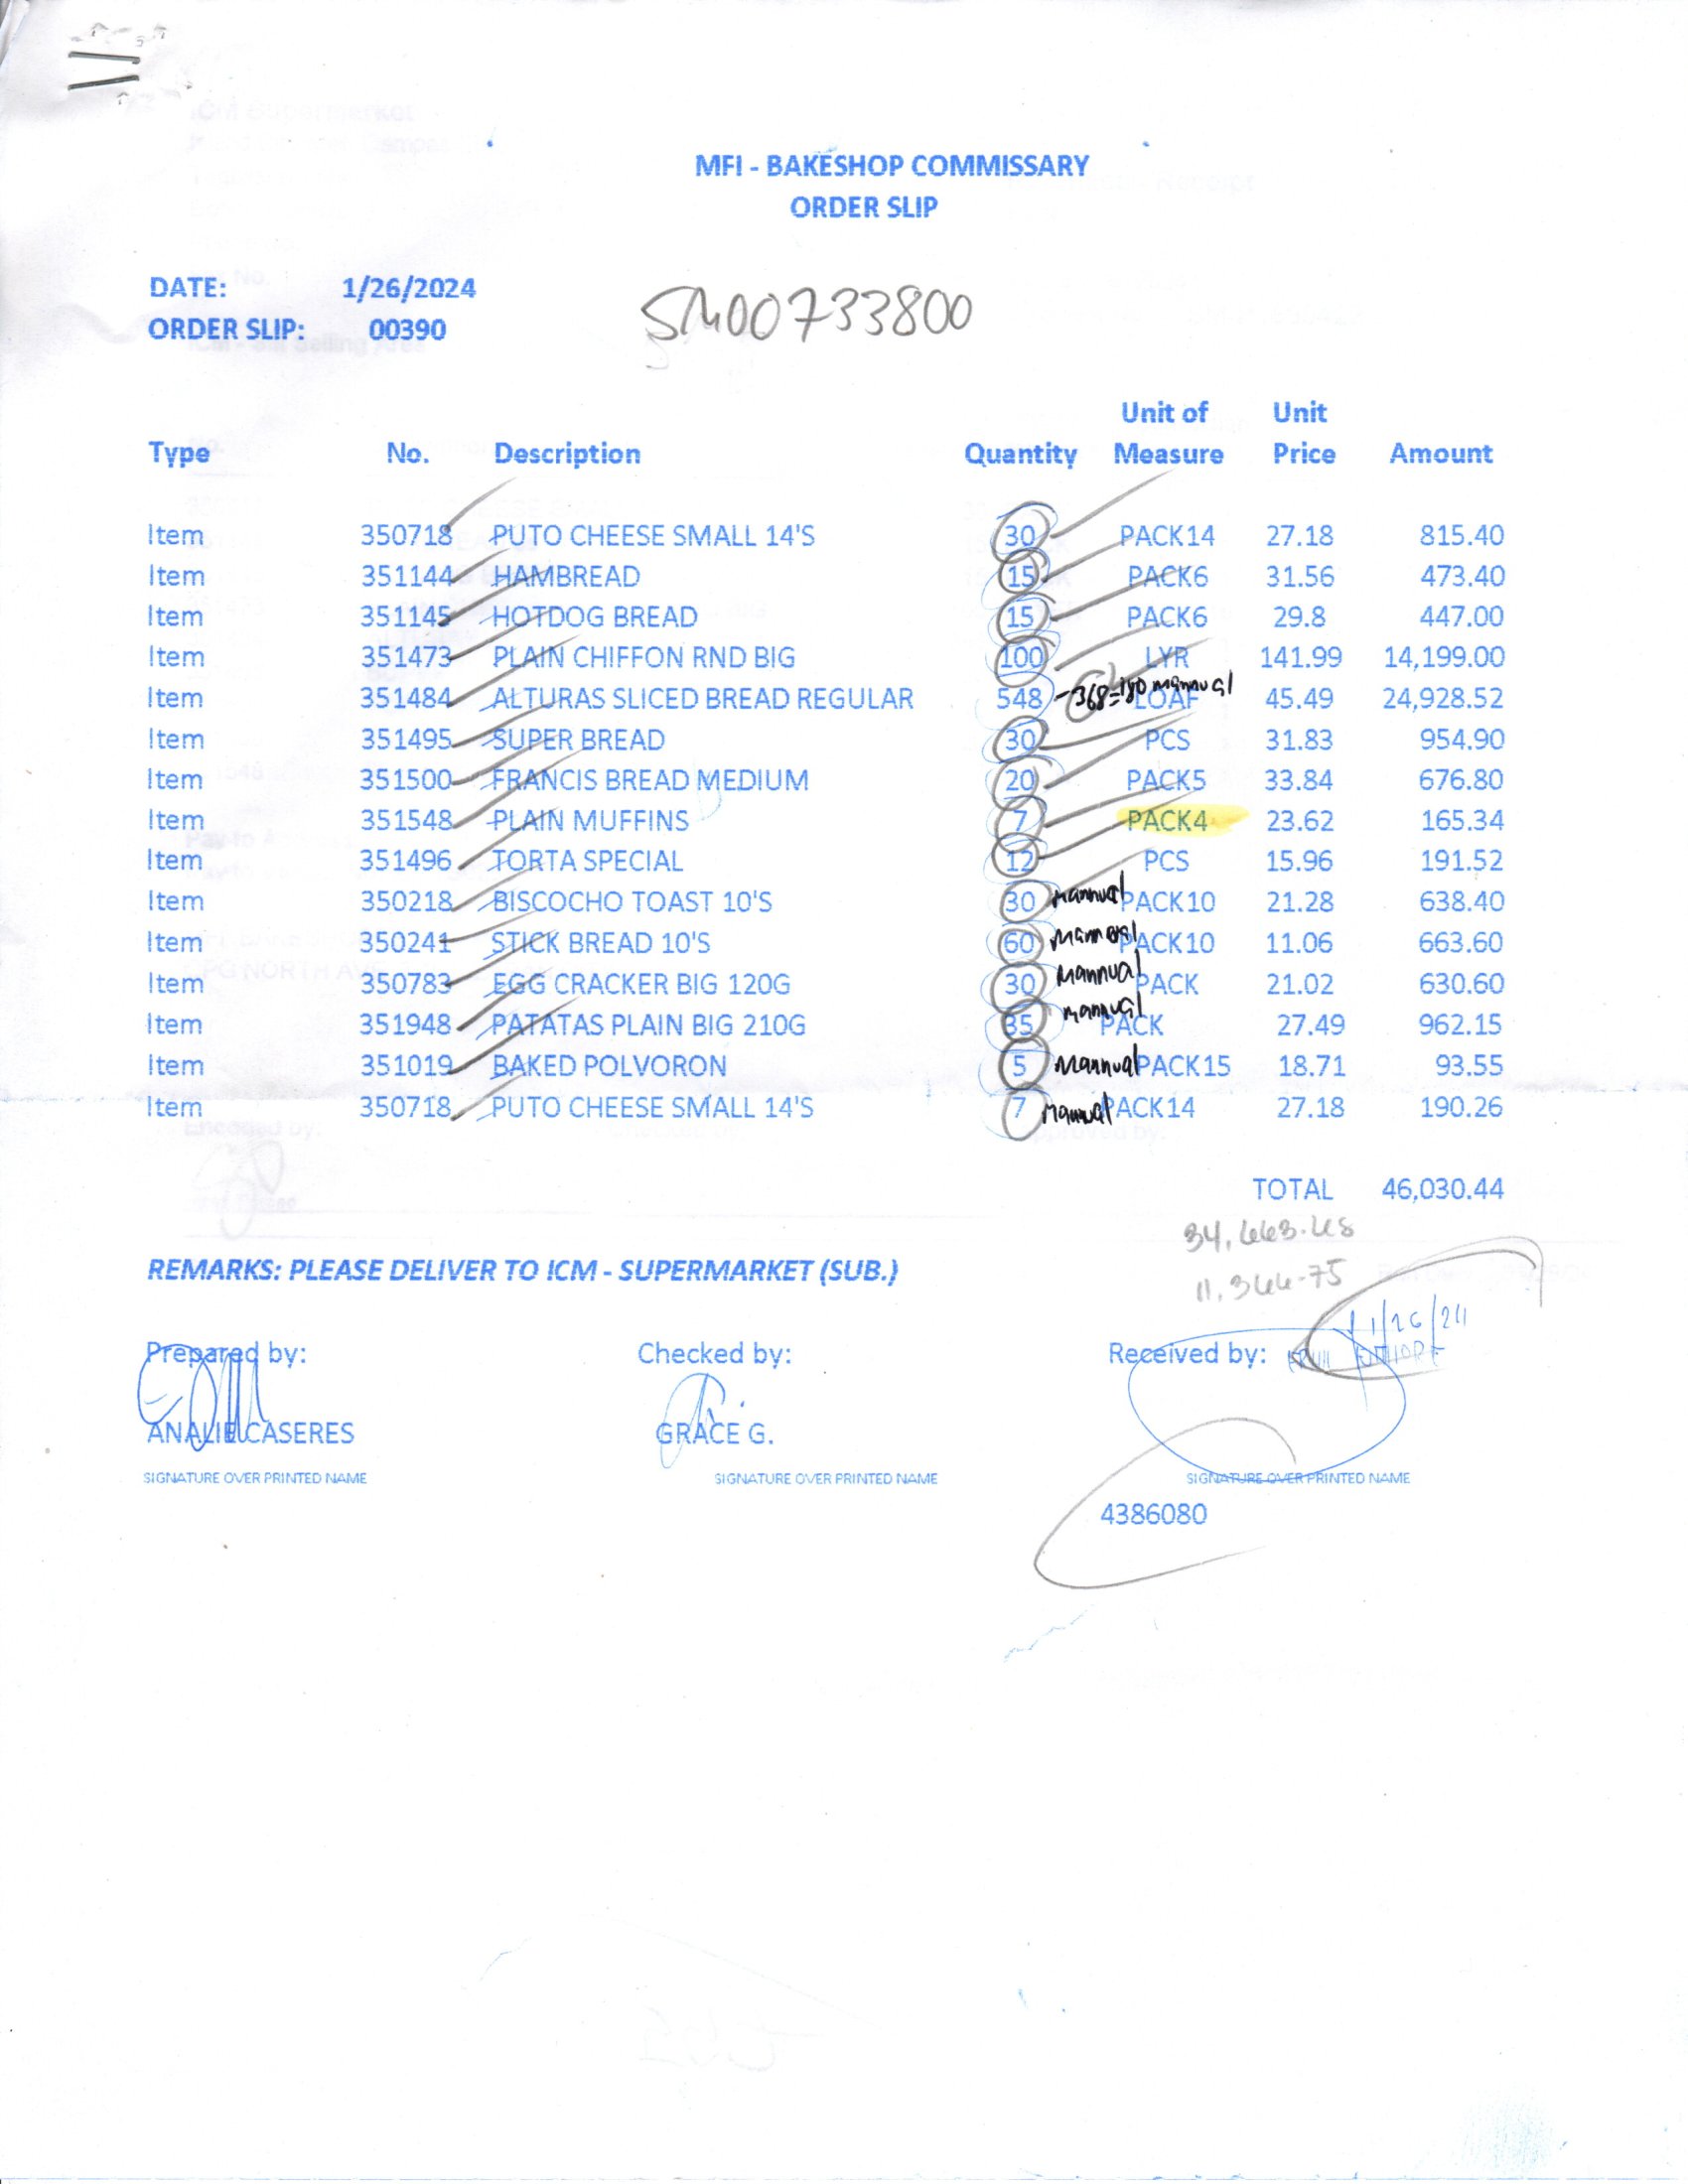 MFI - BAKESHOP COMMISSARY
ORDER SLIP
DATE: 1/26/2024
SM00733800
ORDER SLIP: 00390
Type No. Description Quantity Unit of Measure Unit Price Amount
Item 350718 PUTO CHEESE SMALL 14'S 30 PACK14 27.18 815.40
Item 351144 HAMBREAD 15 PACK6 31.56 473.40
Item 351145 HOTDOG BREAD 15 PACK6 29.8 447.00
Item 351473 PLAIN CHIFFON RND BIG 100 LYR 141.99 14,199.00
Item 351484 ALTURAS SLICED BREAD REGULAR 548 -368=180 mannual LOAF 45.49 24,928.52
Item 351495 SUPER BREAD 30 PCS 31.83 954.90
Item 351500 FRANCIS BREAD MEDIUM 20 PACK5 33.84 676.80
Item 351548 PLAIN MUFFINS 7 PACK4 23.62 165.34
Item 351496 TORTA SPECIAL 12 PCS 15.96 191.52
Item 350218 BISCOCHO TOAST 10'S 30 mannual PACK10 21.28 638.40
Item 350241 STICK BREAD 10'S 60 mannual PACK10 11.06 663.60
Item 350783 EGG CRACKER BIG 120G 30 mannual PACK 21.02 630.60
Item 351948 PATATAS PLAIN BIG 210G 35 mannual PACK 27.49 962.15
Item 351019 BAKED POLVORON 5 mannual PACK15 18.71 93.55
Item 350718 PUTO CHEESE SMALL 14'S 7 mannual PACK14 27.18 190.26
TOTAL 46,030.44
34,663.68
11,366.75
REMARKS: PLEASE DELIVER TO ICM - SUPERMARKET (SUB.)
Prepared by: Checked by: Received by: 1/26/24
ANALIE CASERES GRACE G.
SIGNATURE OVER PRINTED NAME SIGNATURE OVER PRINTED NAME SIGNATURE OVER PRINTED NAME
4386080